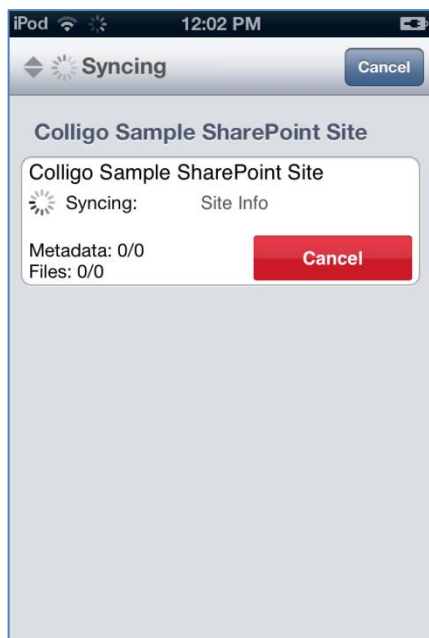 iPod 12:02 PM
Syncing Cancel
Colligo Sample SharePoint Site
Colligo Sample SharePoint Site
Syncing: Site Info
Metadata: 0/0
Files: 0/0
Cancel